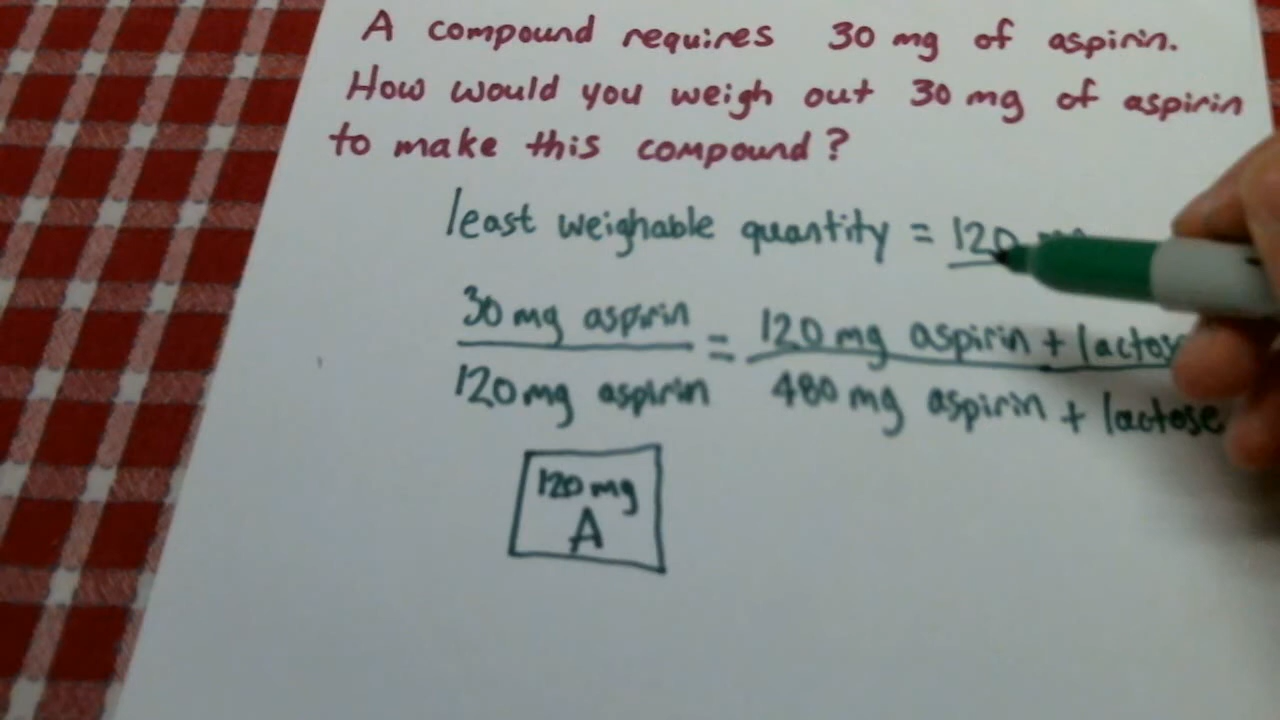 A compound requires 30 mg of aspirin.
How would you weigh out 30 mg of aspirin
to make this compound?
least weighable quantity = 120
30 mg aspirin = 120 mg aspirin + lactos
120 mg aspirin 480 mg aspirin + lactose
120 mg
A